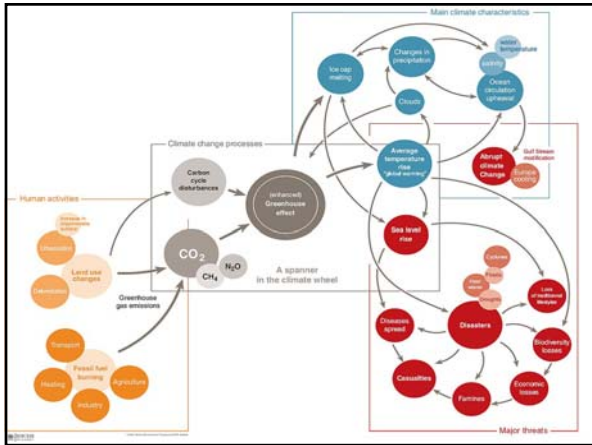 Main climate characteristics
water
temperature
salinity
Changes in
precipitation
Ice cap
melting
Ocean
circulation
upheaval
Clouds
Climate change processes
Average
temperature
rise
"global warming"
Abrupt
climate
Change
Gulf Stream
modification
Europe
cooling
Carbon
cycle
disturbances
(enhanced)
Greenhouse
effect
Human activities
Sea level
rise
CO2
CH4
N2O
A spanner
in the climate wheel
Urbanization
Land use
changes
Deforestation
Greenhouse
gas emissions
Cyclones
Floods
Droughts
Disasters
Loss
of traditional
lifestyles
Diseases
spread
Biodiversity
losses
Casualties
Famines
Economic
losses
Transport
Fossil fuel
burning
Heating
Agriculture
Industry
Major threats